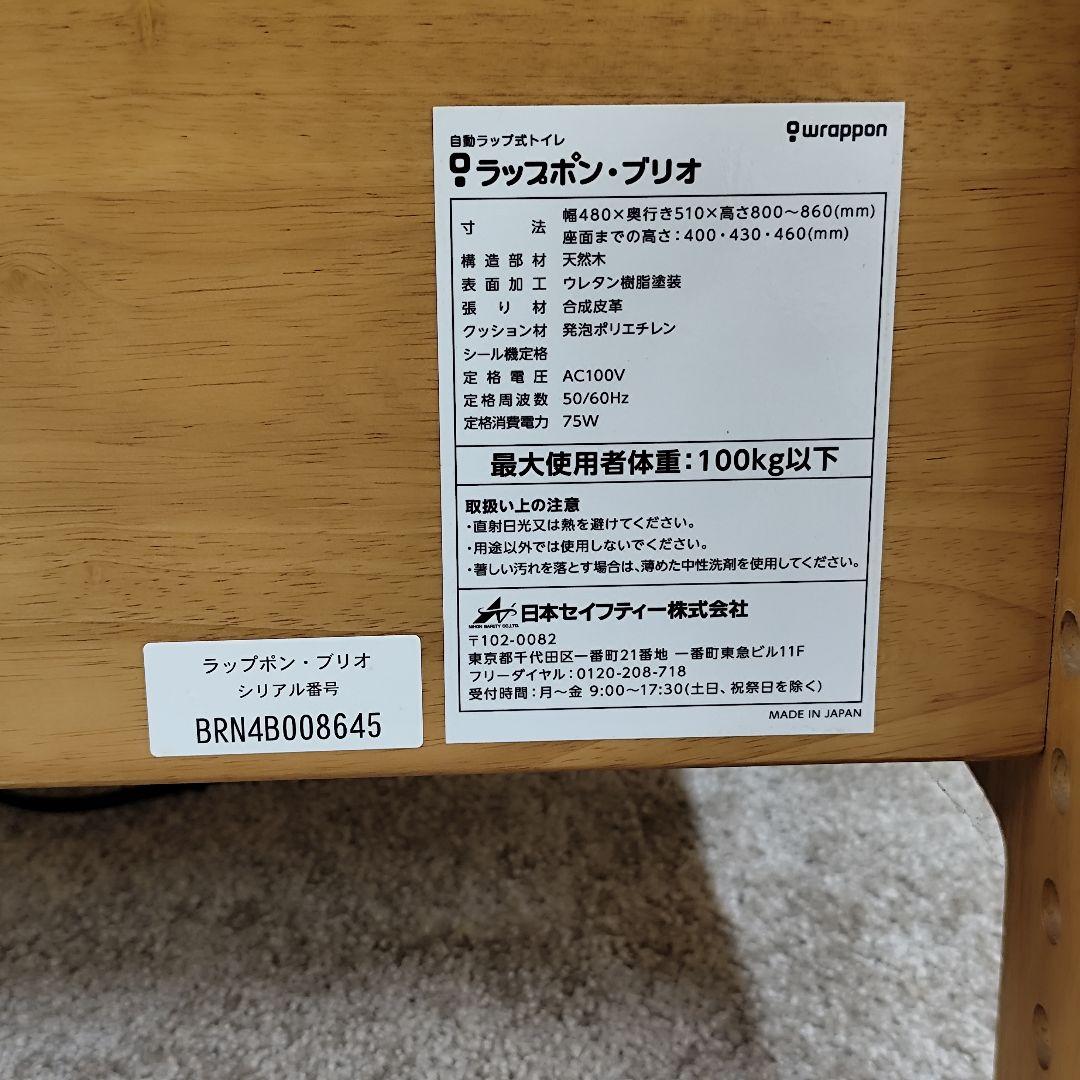 自動ラップ式トイレ
wrappon
ラップポン・ブリオ
寸法 幅480×奥行き510×高さ800～860(mm)
座面までの高さ：400・430・460(mm)
構造部材 天然木
表面加工 ウレタン樹脂塗装
張り材 合成皮革
クッション材 発泡ポリエチレン
シール機定格
定格電圧 AC100V
定格周波数 50/60Hz
定格消費電力 75W
最大使用者体重：100kg以下
取扱い上の注意
・直射日光又は熱を避けてください。
・用途以外では使用しないでください。
・著しい汚れを落とす場合は、薄めた中性洗剤を使用してください。
NIHON SAFETY CO.,LTD.
日本セイフティー株式会社
〒102-0082
東京都千代田区一番町21番地 一番町東急ビル11F
フリーダイヤル：0120-208-718
受付時間：月～金 9:00～17:30(土日、祝祭日を除く)
MADE IN JAPAN
ラップポン・ブリオ
シリアル番号
BRN4B008645